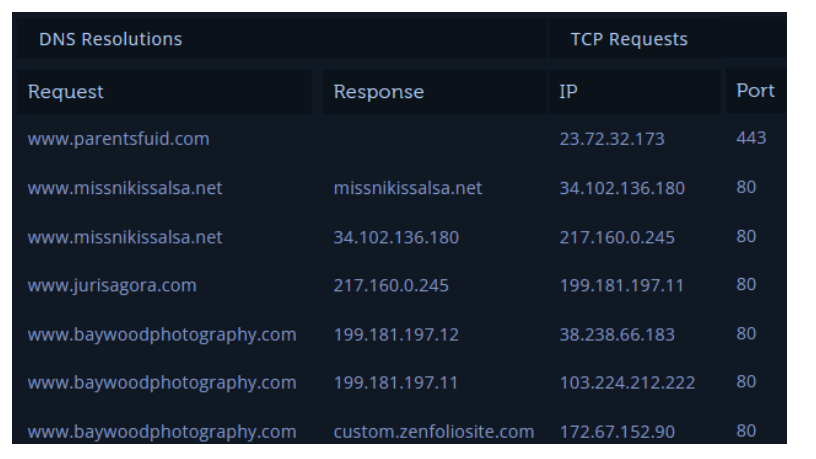 DNS Resolutions TCP Requests
Request Response IP Port
www.parentsfuid.com 23.72.32.173 443
www.missnikissalsa.net missnikissalsa.net 34.102.136.180 80
www.missnikissalsa.net 34.102.136.180 217.160.0.245 80
www.jurisagora.com 217.160.0.245 199.181.197.11 80
www.baywoodphotography.com 199.181.197.12 38.238.66.183 80
www.baywoodphotography.com 199.181.197.11 103.224.212.222 80
www.baywoodphotography.com custom.zenfoliosite.com 172.67.152.90 80